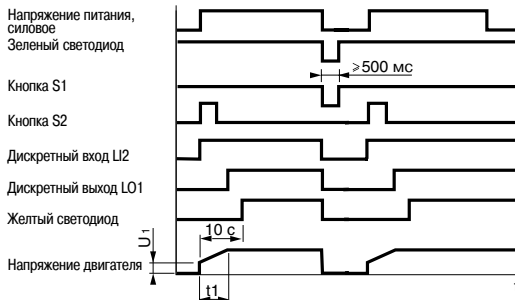 Напряжение питания,
силовое
Зеленый светодиод
≥500 мс
Кнопка S1
Кнопка S2
Дискретный вход LI2
Дискретный выход LO1
Желтый светодиод
10 с
U1
Напряжение двигателя
t1